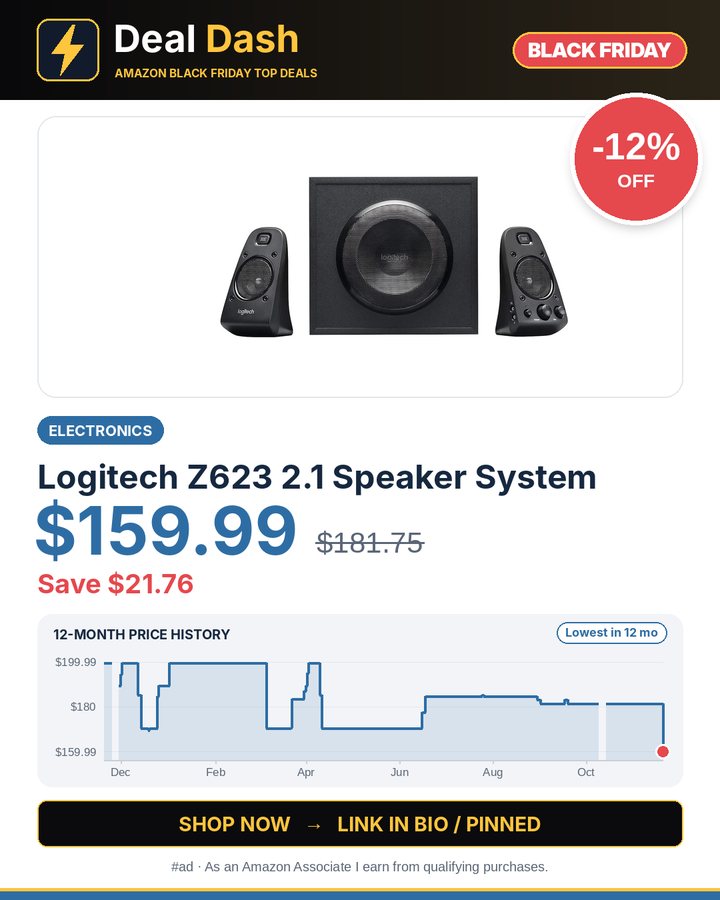 Deal Dash
AMAZON BLACK FRIDAY TOP DEALS
BLACK FRIDAY
-12%
OFF
logitech
logitech
ELECTRONICS
Logitech Z623 2.1 Speaker System
$159.99 $181.75
Save $21.76
12-MONTH PRICE HISTORY
Lowest in 12 mo
$199.99
$180
$159.99
Dec Feb Apr Jun Aug Oct
SHOP NOW → LINK IN BIO / PINNED
#ad · As an Amazon Associate I earn from qualifying purchases.